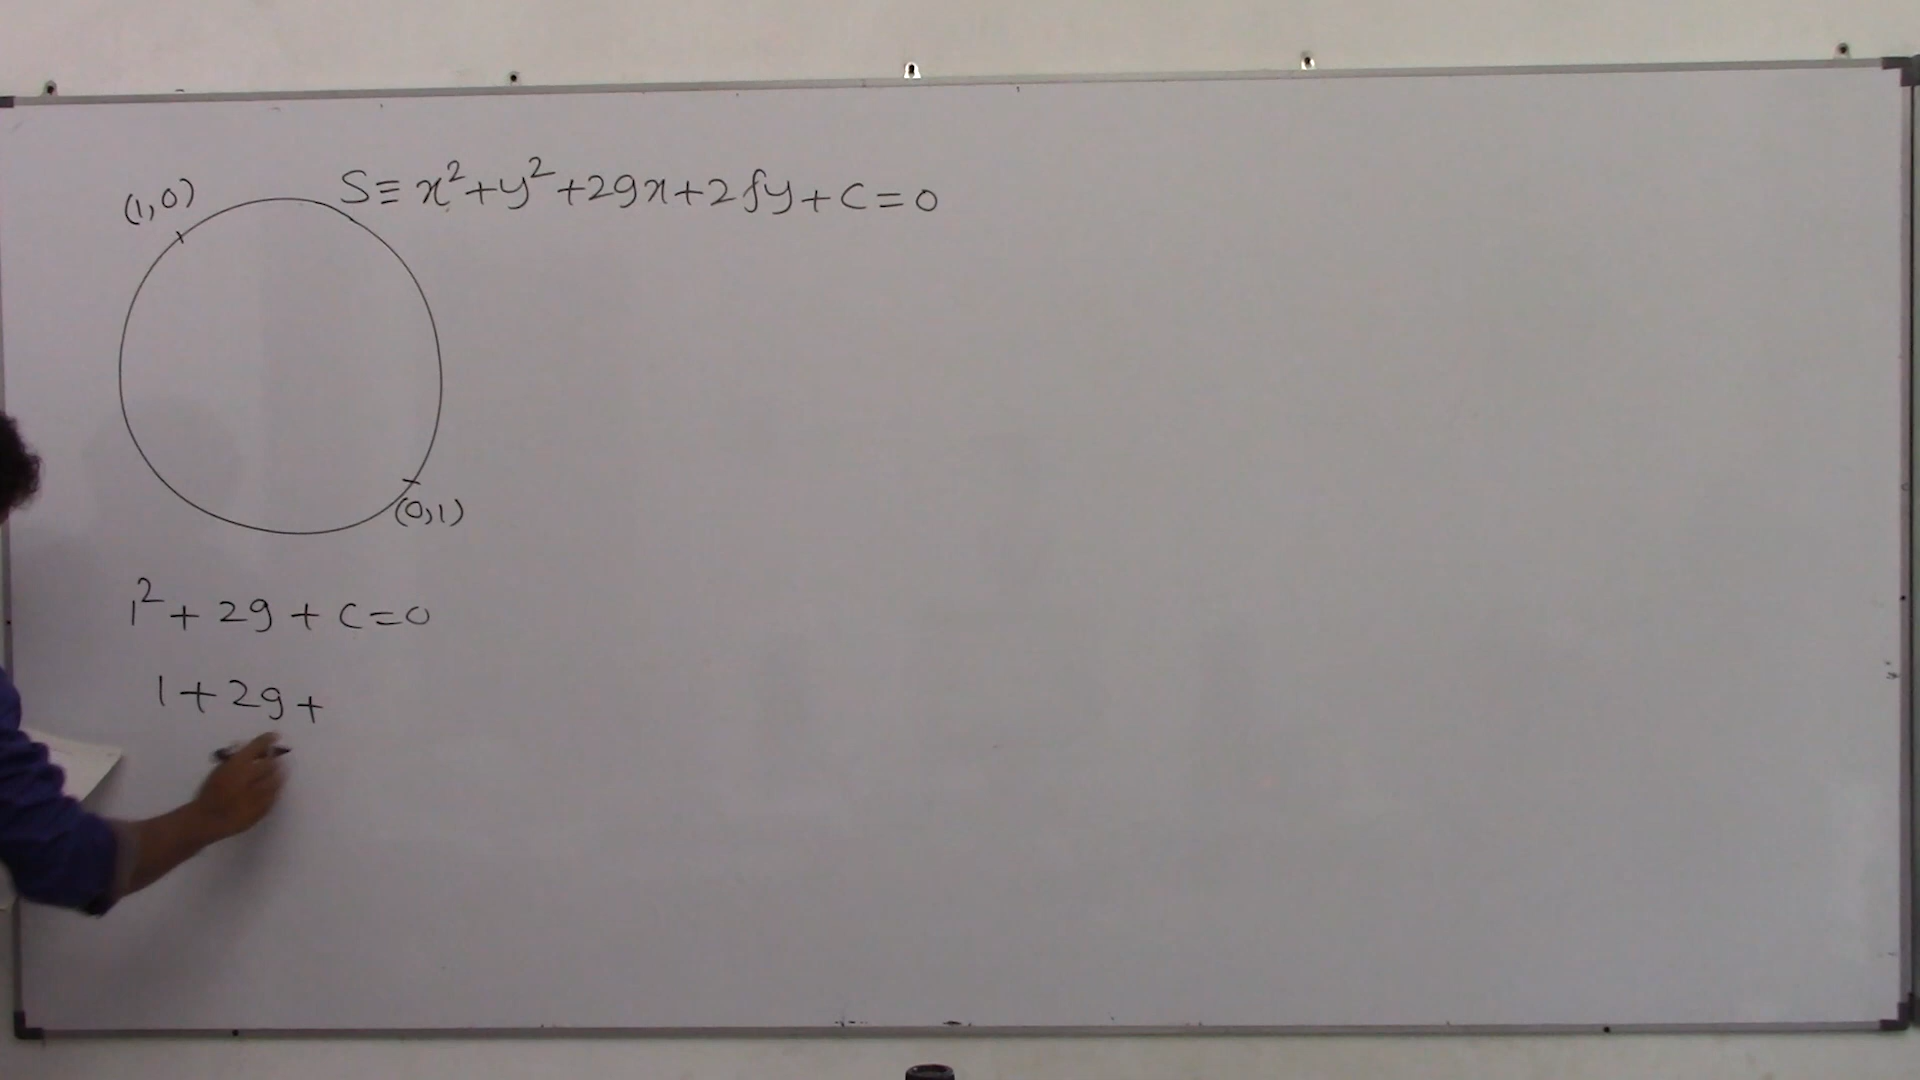 (1,0)
S≡ x²+y²+2gx+2fy+c=0
(0,1)
1²+2g+c=0
1+2g+